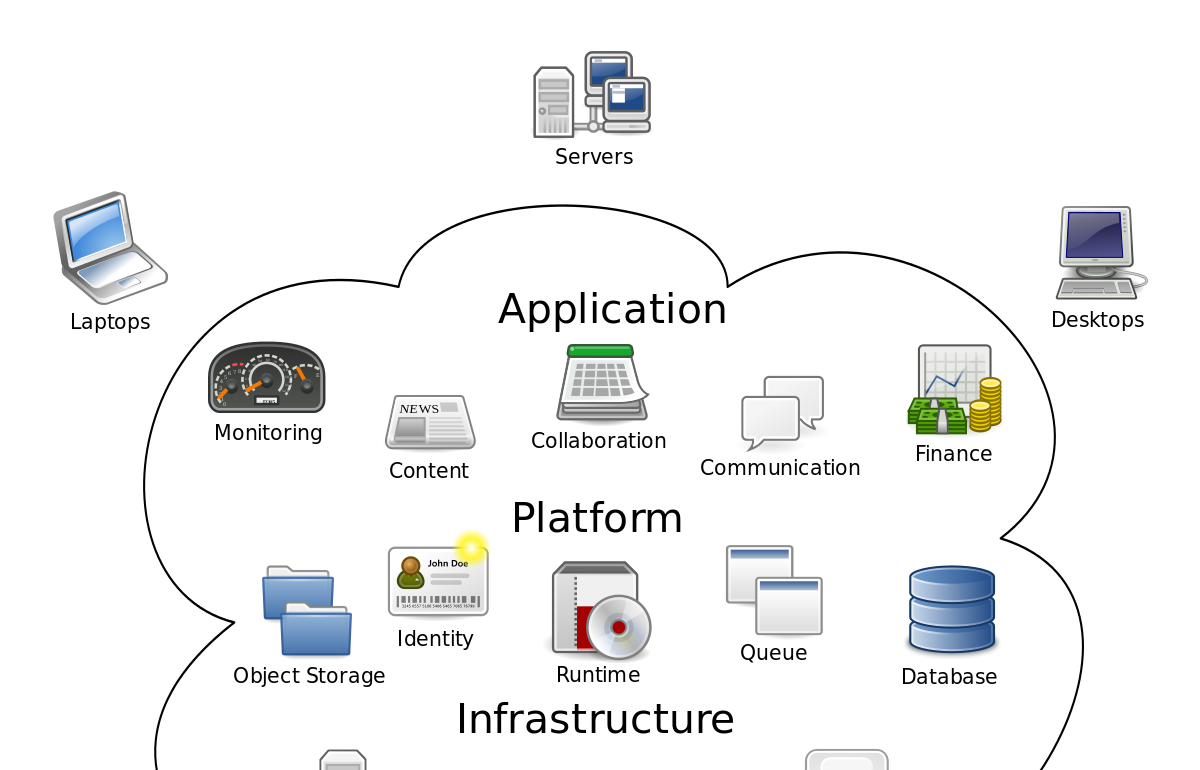 Servers
Laptops
Desktops
Application
Monitoring
NEWS
Content
Collaboration
Communication
Finance
Platform
John Doe
Object Storage
Identity
Runtime
Queue
Database
Infrastructure